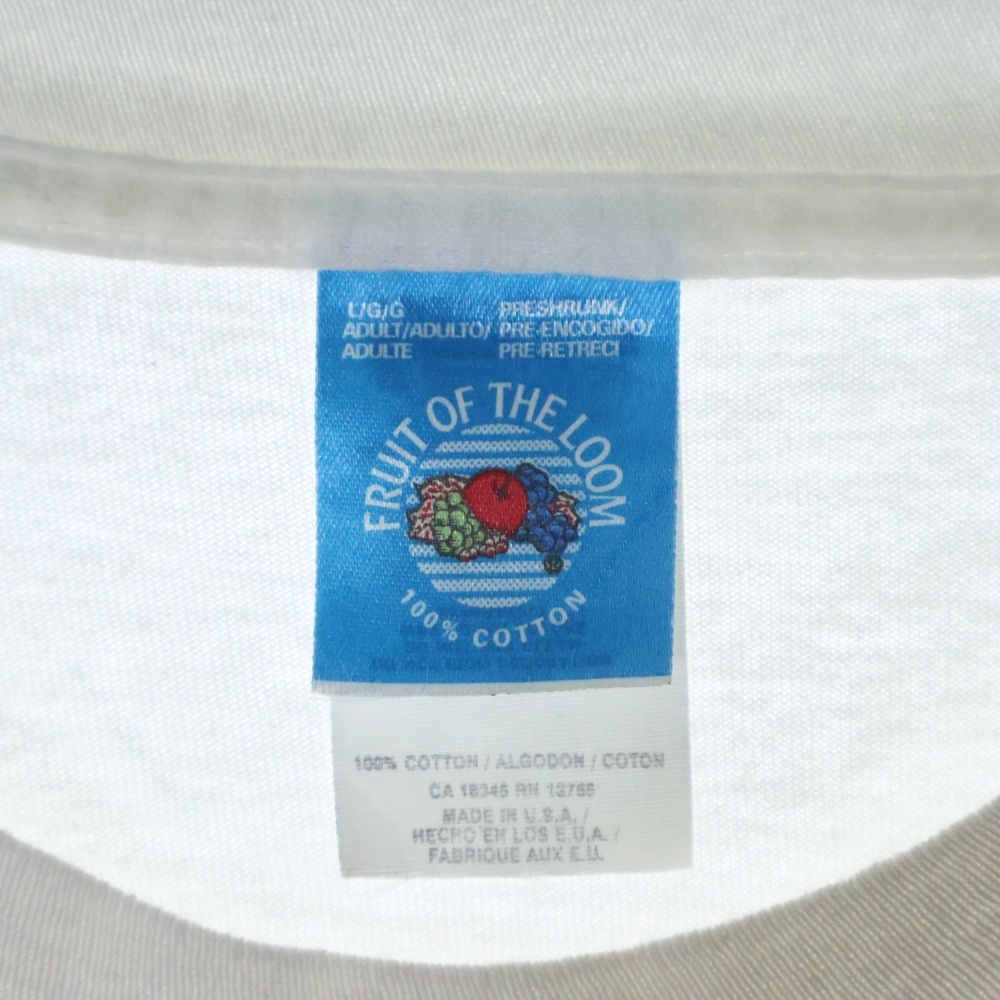 L/G/G
ADULT/ADULTO/
ADULTE
PRESHRUNK/
PRE-ENCOGIDO/
PRE-RETRECI
FRUIT OF THE LOOM
100% COTTON
100% COTTON / ALGODON / COTON
CA 18345 RN 13765
MADE IN U.S.A. /
HECHO EN LOS E.U.A. /
FABRIQUE AUX E.U.